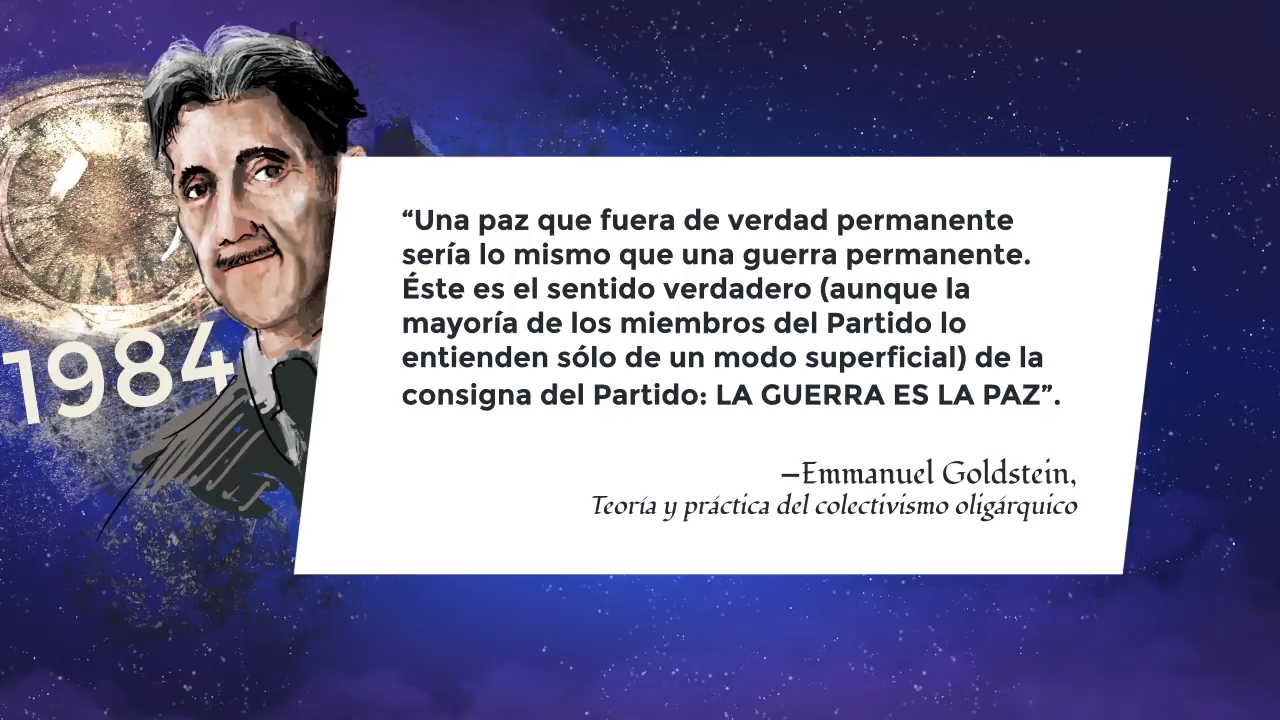 1984
“Una paz que fuera de verdad permanente
sería lo mismo que una guerra permanente.
Éste es el sentido verdadero (aunque la
mayoría de los miembros del Partido lo
entienden sólo de un modo superficial) de la
consigna del Partido: LA GUERRA ES LA PAZ”.
—Emmanuel Goldstein,
Teoría y práctica del colectivismo oligárquico